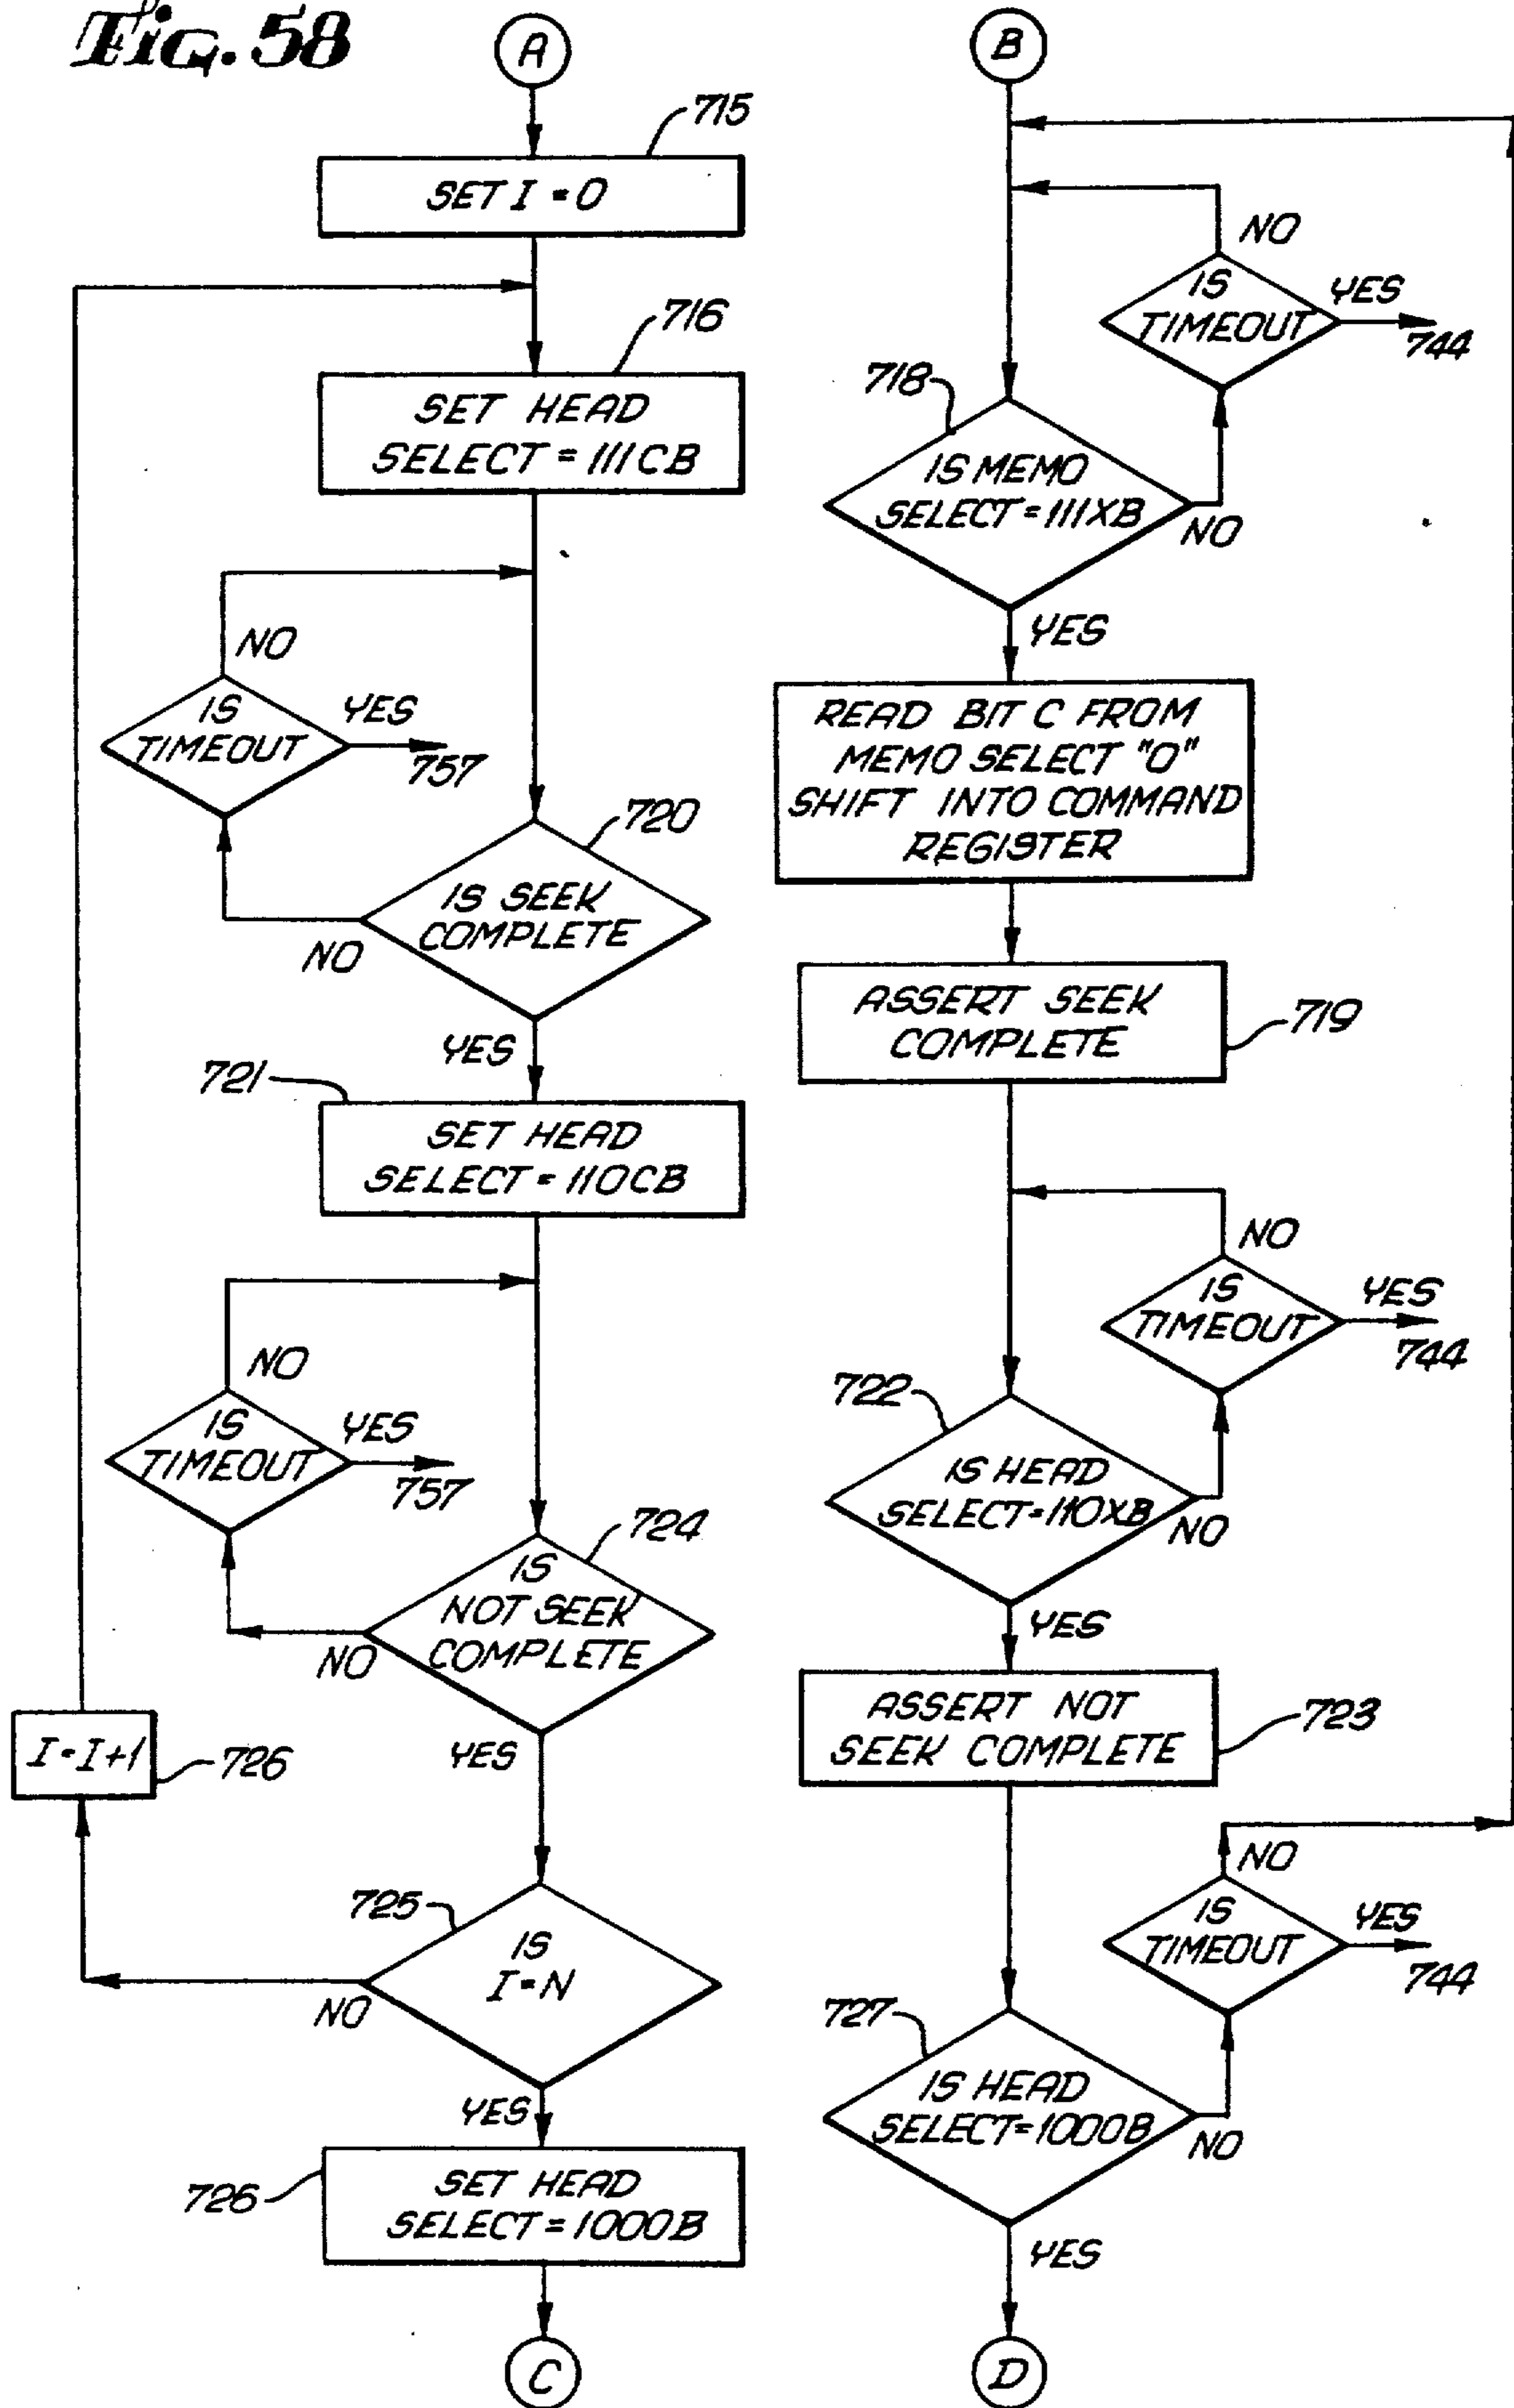 Fig. 58
A
715
SET I = 0
716
SET HEAD
SELECT = 111CB
NO
IS
TIMEOUT
YES
757
720
IS SEEK
COMPLETE
NO
YES
721
SET HEAD
SELECT = 110CB
NO
IS
TIMEOUT
YES
757
724
IS
NOT SEEK
COMPLETE
NO
YES
I = I+1
726
725
IS
I = N
NO
YES
726
SET HEAD
SELECT = 1000B
C
B
NO
IS
TIMEOUT
YES
744
718
IS MEMO
SELECT = 111XB
NO
YES
READ BIT C FROM
MEMO SELECT "0"
SHIFT INTO COMMAND
REGISTER
ASSERT SEEK
COMPLETE
719
NO
IS
TIMEOUT
YES
744
722
IS HEAD
SELECT = 110XB
NO
YES
ASSERT NOT
SEEK COMPLETE
723
NO
IS
TIMEOUT
YES
744
727
IS HEAD
SELECT = 1000B
NO
YES
D